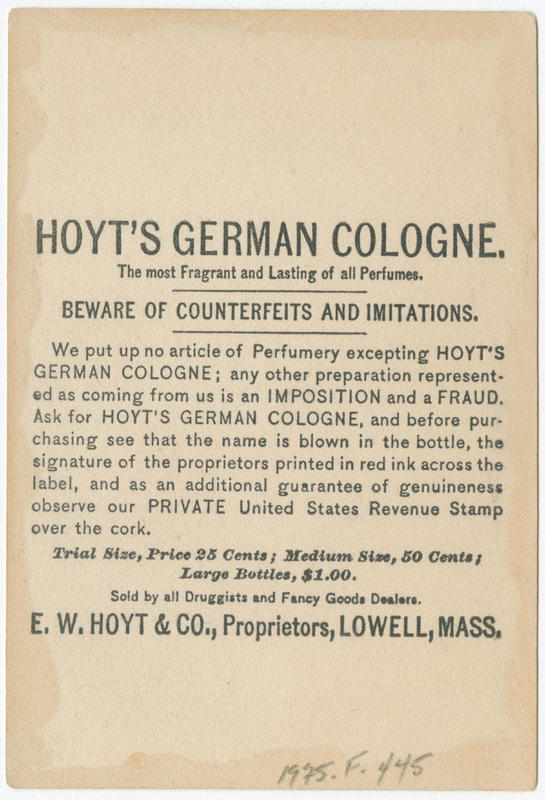 HOYT'S GERMAN COLOGNE.
The most Fragrant and Lasting of all Perfumes.
BEWARE OF COUNTERFEITS AND IMITATIONS.
We put up no article of Perfumery excepting HOYT'S
GERMAN COLOGNE; any other preparation represent-
ed as coming from us is an IMPOSITION and a FRAUD.
Ask for HOYT'S GERMAN COLOGNE, and before pur-
chasing see that the name is blown in the bottle, the
signature of the proprietors printed in red ink across the
label, and as an additional guarantee of genuineness
observe our PRIVATE United States Revenue Stamp
over the cork.
Trial Size, Price 25 Cents; Medium Size, 50 Cents;
Large Bottles, $1.00.
Sold by all Druggists and Fancy Goods Dealers.
E. W. HOYT & CO., Proprietors, LOWELL, MASS.
1975. F. 445